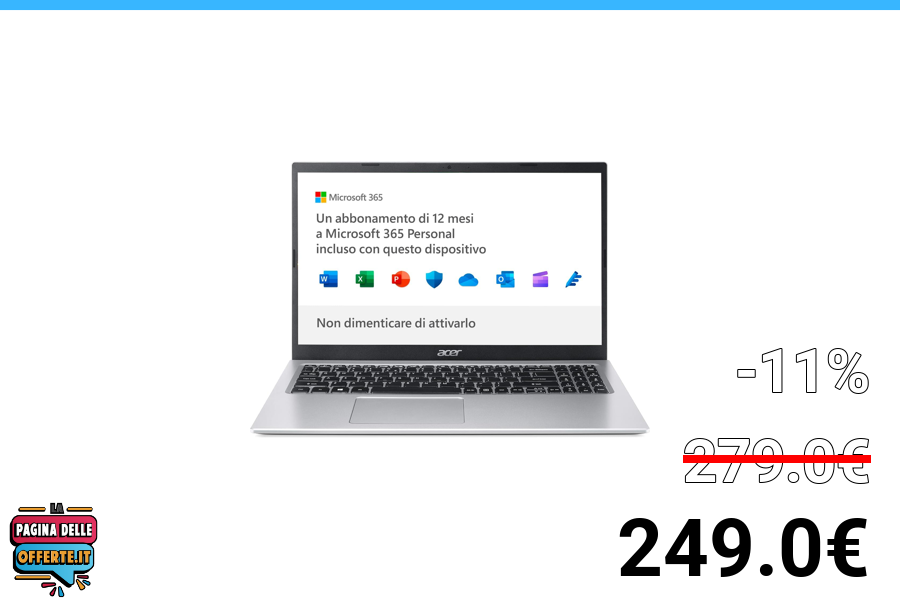 Microsoft 365
Un abbonamento di 12 mesi
a Microsoft 365 Personal
incluso con questo dispositivo
Non dimenticare di attivarlo
acer
-11%
279.0€
249.0€
LA
PAGINA DELLE
OFFERTE.IT